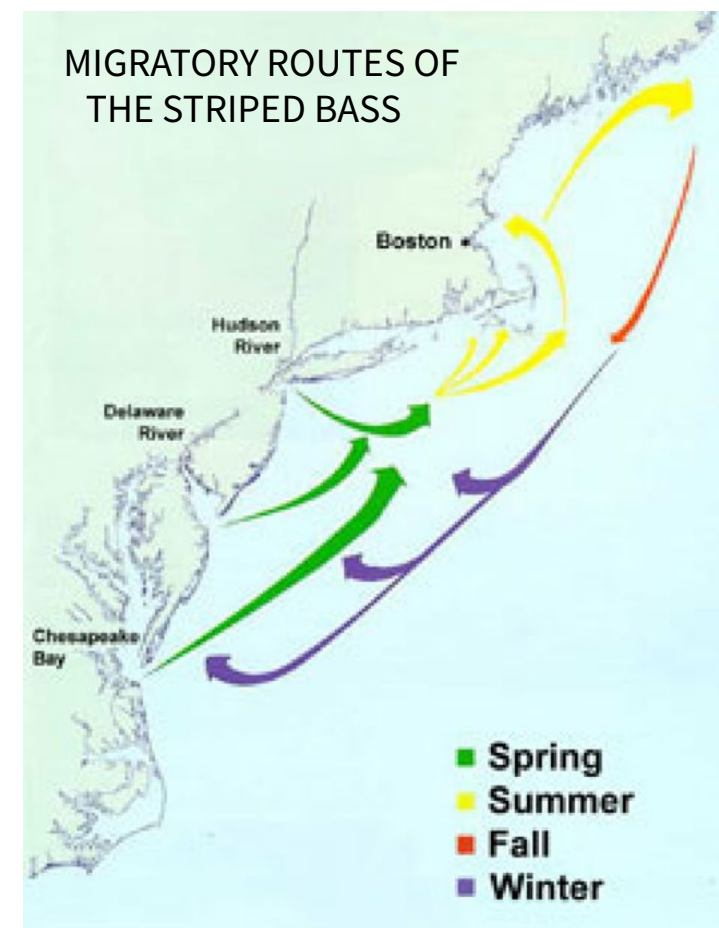 MIGRATORY ROUTES OF
THE STRIPED BASS
Boston
Hudson
River
Delaware
River
Chesapeake
Bay
Spring
Summer
Fall
Winter